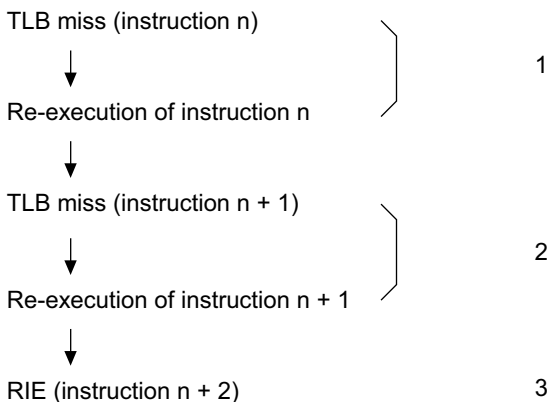 TLB miss (instruction n)
1
Re-execution of instruction n
TLB miss (instruction n + 1)
2
Re-execution of instruction n + 1
RIE (instruction n + 2)
3